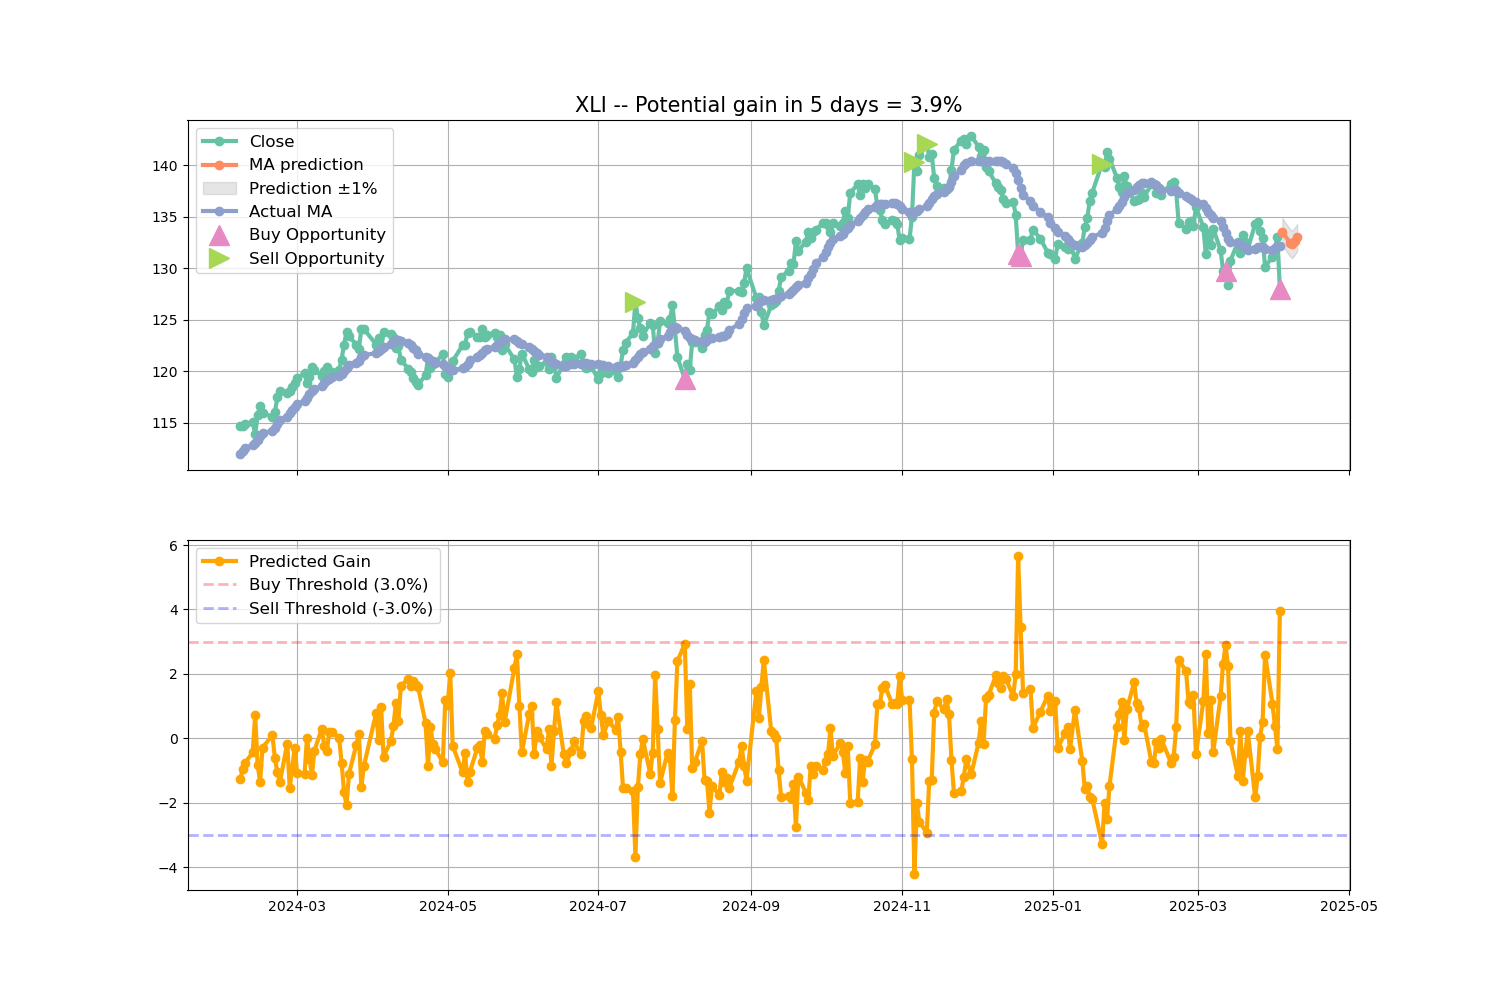 XLI -- Potential gain in 5 days = 3.9%
Close
MA prediction
Prediction ±1%
Actual MA
Buy Opportunity
Sell Opportunity
140
135
130
125
120
115
Predicted Gain
Buy Threshold (3.0%)
Sell Threshold (-3.0%)
6
4
2
0
−2
−4
2024-03
2024-05
2024-07
2024-09
2024-11
2025-01
2025-03
2025-05